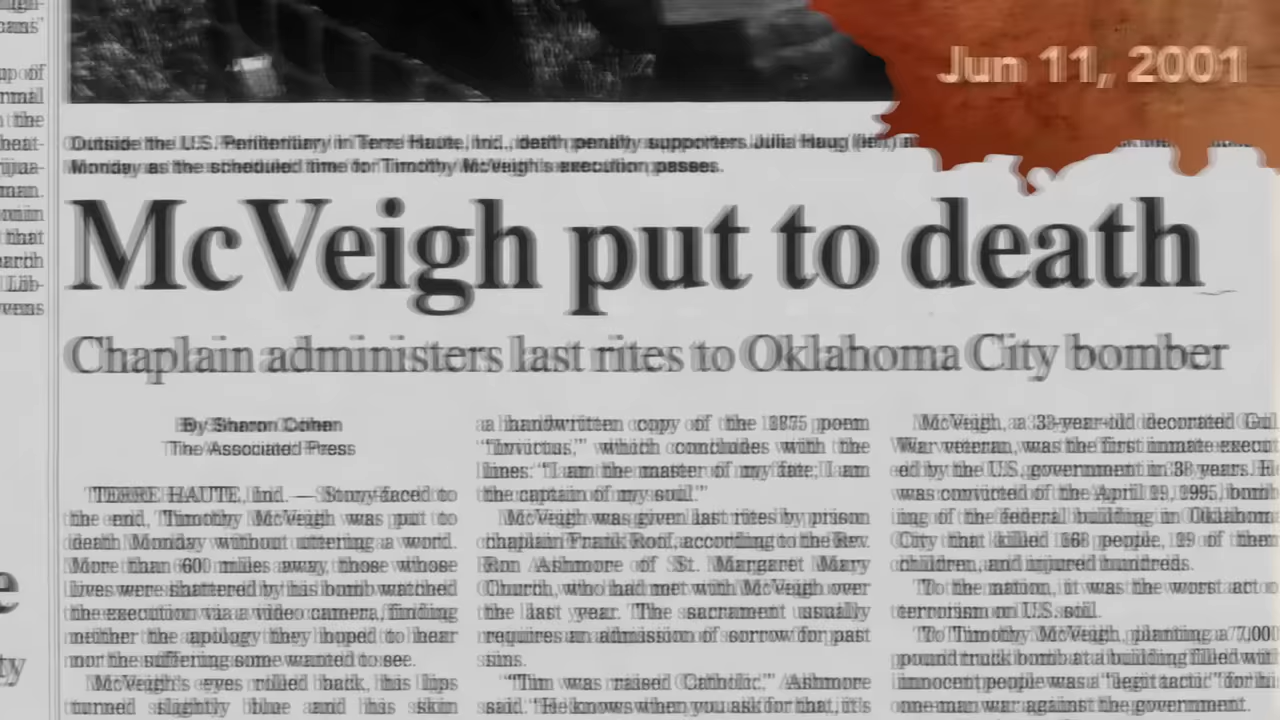 Jun 11, 2001
Outside the U.S. Penitentiary in Terre Haute, Ind., death penalty supporters Julia Haug (left)
Monday as the scheduled time for Timothy McVeigh's execution passes.
McVeigh put to death
Chaplain administers last rites to Oklahoma City bomber
By Sharon Cohen
The Associated Press
TERRE HAUTE, Ind. — Stony-faced to
the end, Timothy McVeigh was put to
death Monday without uttering a word.
More than 600 miles away, those whose
lives were shattered by his bomb watched
the execution via a video camera, finding
neither the apology they hoped to hear
nor the suffering some wanted to see.
McVeigh's eyes rolled back, his lips
turned slightly blue and his skin
a handwritten copy of the 1875 poem
"Invictus," which concludes with the
lines: "I am the master of my fate; I am
the captain of my soul."
McVeigh was given last rites by prison
chaplain Frank Roof, according to the Rev.
Ron Ashmore of St. Margaret Mary
Church, who had met with McVeigh over
the last year. The sacrament usually
requires an admission of sorrow for past
sins.
"Tim was raised Catholic," Ashmore
said. "He knows when you ask for that, it's
McVeigh, a 33-year-old decorated Gul
War veteran, was the first inmate execut
ed by the U.S. government in 38 years. H
was convicted of the April 19, 1995, bomb
ing of the federal building in Oklahom
City that killed 168 people, 19 of them
children, and injured hundreds.
To the nation, it was the worst act o
terrorism on U.S. soil.
To Timothy McVeigh, planting a 7,000
pound truck bomb at a building filled with
innocent people was a "legit tactic" for hi
one-man war against the government.